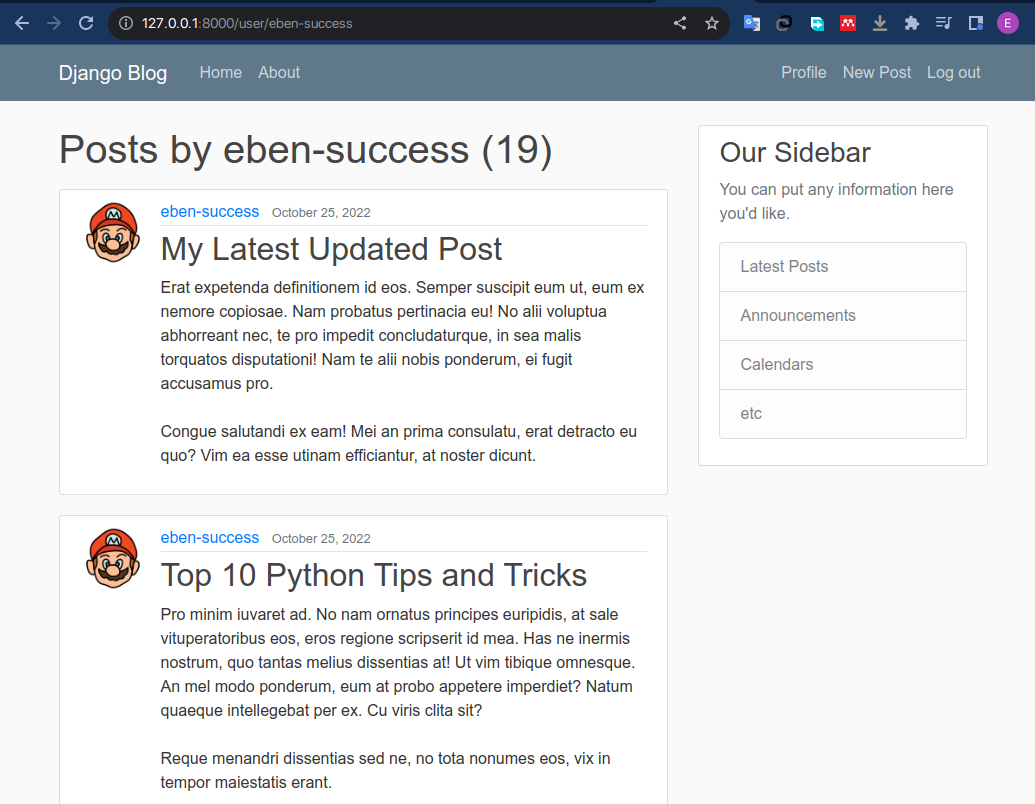 127.0.0.1:8000/user/eben-success
E
Django Blog
Home
About
Profile
New Post
Log out
Posts by eben-success (19)
eben-success October 25, 2022
My Latest Updated Post
Erat expetenda definitionem id eos. Semper suscipit eum ut, eum ex
nemore copiosae. Nam probatus pertinacia eu! No alii voluptua
abhorreant nec, te pro impedit concludaturque, in sea malis
torquatos disputationi! Nam te alii nobis ponderum, ei fugit
accusamus pro.
Congue salutandi ex eam! Mei an prima consulatu, erat detracto eu
quo? Vim ea esse utinam efficiantur, at noster dicunt.
eben-success October 25, 2022
Top 10 Python Tips and Tricks
Pro minim iuvaret ad. No nam ornatus principes euripidis, at sale
vituperatoribus eos, eros regione scripserit id mea. Has ne inermis
nostrum, quo tantas melius dissentias at! Ut vim tibique omnesque.
An mel modo ponderum, eum at probo appetere imperdiet? Natum
quaeque intellegebat per ex. Cu viris clita sit?
Reque menandri dissentias sed ne, no tota nonumes eos, vix in
tempor maiestatis erant.
Our Sidebar
You can put any information here
you'd like.
Latest Posts
Announcements
Calendars
etc